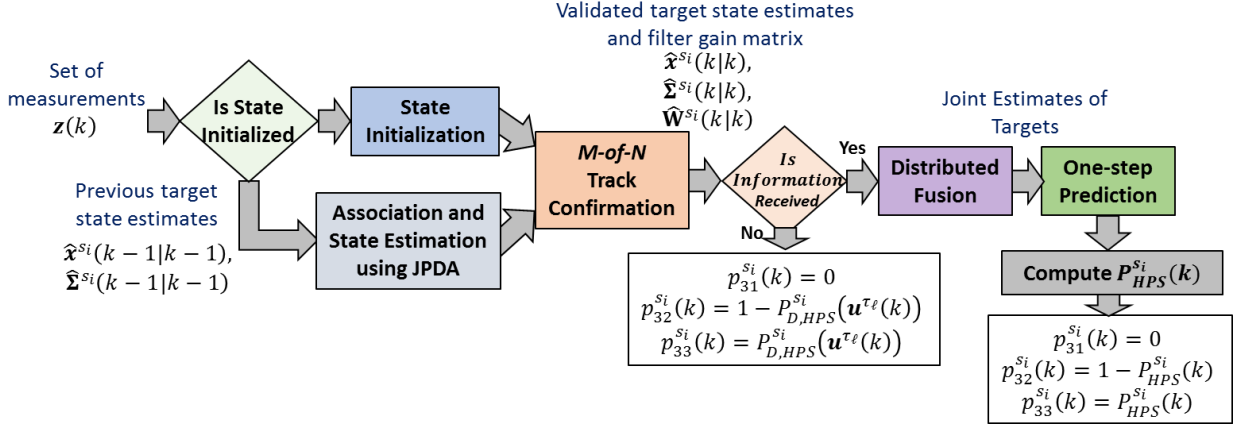 Set of
measurements
𝒛(k)
Is State
Initialized
State
Initialization
Previous target
state estimates
x̂^{s_i}(k − 1|k − 1),
Σ̂^{s_i}(k − 1|k − 1)
Association and
State Estimation
using JPDA
M-of-N
Track
Confirmation
Validated target state estimates
and filter gain matrix
x̂^{s_i}(k|k),
Σ̂^{s_i}(k|k),
Ŵ^{s_i}(k|k)
Is
Information
Received
Yes
No
p_{31}^{s_i}(k) = 0
p_{32}^{s_i}(k) = 1 − P_{D,HPS}^{s_i}(u^{τ_ℓ}(k))
p_{33}^{s_i}(k) = P_{D,HPS}^{s_i}(u^{τ_ℓ}(k))
Distributed
Fusion
Joint Estimates of
Targets
One-step
Prediction
Compute P_{HPS}^{s_i}(k)
p_{31}^{s_i}(k) = 0
p_{32}^{s_i}(k) = 1 − P_{HPS}^{s_i}(k)
p_{33}^{s_i}(k) = P_{HPS}^{s_i}(k)